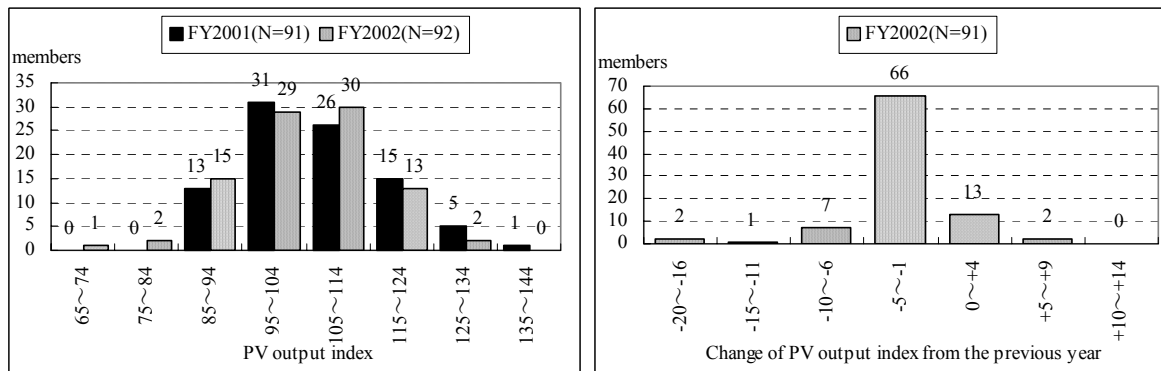 FY2001(N=91) FY2002(N=92)
members
35
30
25
20
15
10
5
0
0 1 0 2 13 15 31 29 26 30 15 13 5 2 1 0
65～74 75～84 85～94 95～104 105～114 115～124 125～134 135～144
PV output index
FY2002(N=91)
members
70
60
50
40
30
20
10
0
2 1 7 66 13 2 0
-20～-16 -15～-11 -10～-6 -5～-1 0～+4 +5～+9 +10～+14
Change of PV output index from the previous year